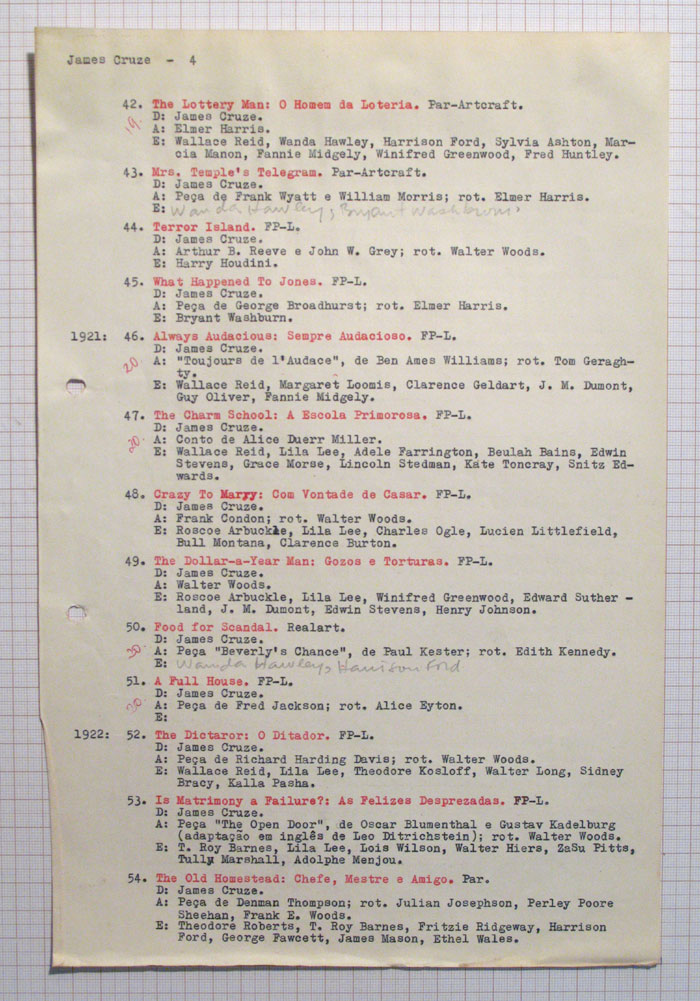 James Cruze - 4
42. The Lottery Man: O Homem da Loteria. Par-Artcraft.
19.
D: James Cruze.
A: Elmer Harris.
E: Wallace Reid, Wanda Hawley, Harrison Ford, Sylvia Ashton, Mar-
cia Manon, Fannie Midgely, Winifred Greenwood, Fred Huntley.
43. Mrs. Temple's Telegram. Par-Artcraft.
D: James Cruze.
A: Peça de Frank Wyatt e William Morris; rot. Elmer Harris.
E: Wanda Hawley, Bryant Washburn.
44. Terror Island. FP-L.
D: James Cruze.
A: Arthur B. Reeve e John W. Grey; rot. Walter Woods.
E: Harry Houdini.
45. What Happened To Jones. FP-L.
D: James Cruze.
A: Peça de George Broadhurst; rot. Elmer Harris.
E: Bryant Washburn.
1921: 46. Always Audacious: Sempre Audacioso. FP-L.
D: James Cruze.
20. A: "Toujours de l'Audace", de Ben Ames Williams; rot. Tom Geragh-
ty.
E: Wallace Reid, Margaret Loomis, Clarence Geldart, J. M. Dumont,
Guy Oliver, Fannie Midgely.
47. The Charm School: A Escola Primorosa. FP-L.
D: James Cruze.
20. A: Conto de Alice Duerr Miller.
E: Wallace Reid, Lila Lee, Adele Farrington, Beulah Bains, Edwin
Stevens, Grace Morse, Lincoln Stedman, Kate Toncray, Snitz Ed-
wards.
48. Crazy To Marry: Com Vontade de Casar. FP-L.
D: James Cruze.
A: Frank Condon; rot. Walter Woods.
E: Roscoe Arbuckle, Lila Lee, Charles Ogle, Lucien Littlefield,
Bull Montana, Clarence Burton.
49. The Dollar-a-Year Man: Gozos e Torturas. FP-L.
D: James Cruze.
A: Walter Woods.
E: Roscoe Arbuckle, Lila Lee, Winifred Greenwood, Edward Suther -
land, J. M. Dumont, Edwin Stevens, Henry Johnson.
50. Food for Scandal. Realart.
D: James Cruze.
20. A: Peça "Beverly's Chance", de Paul Kester; rot. Edith Kennedy.
E: Wanda Hawley, Harrison Ford
51. A Full House. FP-L.
D: James Cruze.
20. A: Peça de Fred Jackson; rot. Alice Eyton.
E:
1922: 52. The Dictaror: O Ditador. FP-L.
D: James Cruze.
A: Peça de Richard Harding Davis; rot. Walter Woods.
E: Wallace Reid, Lila Lee, Theodore Kosloff, Walter Long, Sidney
Bracy, Kalla Pasha.
53. Is Matrimony a Failure?: As Felizes Desprezadas. FP-L.
D: James Cruze.
A: Peça "The Open Door", de Oscar Blumenthal e Gustav Kadelburg
(adaptação em inglês de Leo Ditrichstein); rot. Walter Woods.
E: T. Roy Barnes, Lila Lee, Lois Wilson, Walter Hiers, ZaSu Pitts,
Tully Marshall, Adolphe Menjou.
54. The Old Homestead: Chefe, Mestre e Amigo. Par.
D: James Cruze.
A: Peça de Denman Thompson; rot. Julian Josephson, Perley Poore
Sheehan, Frank E. Woods.
E: Theodore Roberts, T. Roy Barnes, Fritzie Ridgeway, Harrison
Ford, George Fawcett, James Mason, Ethel Wales.